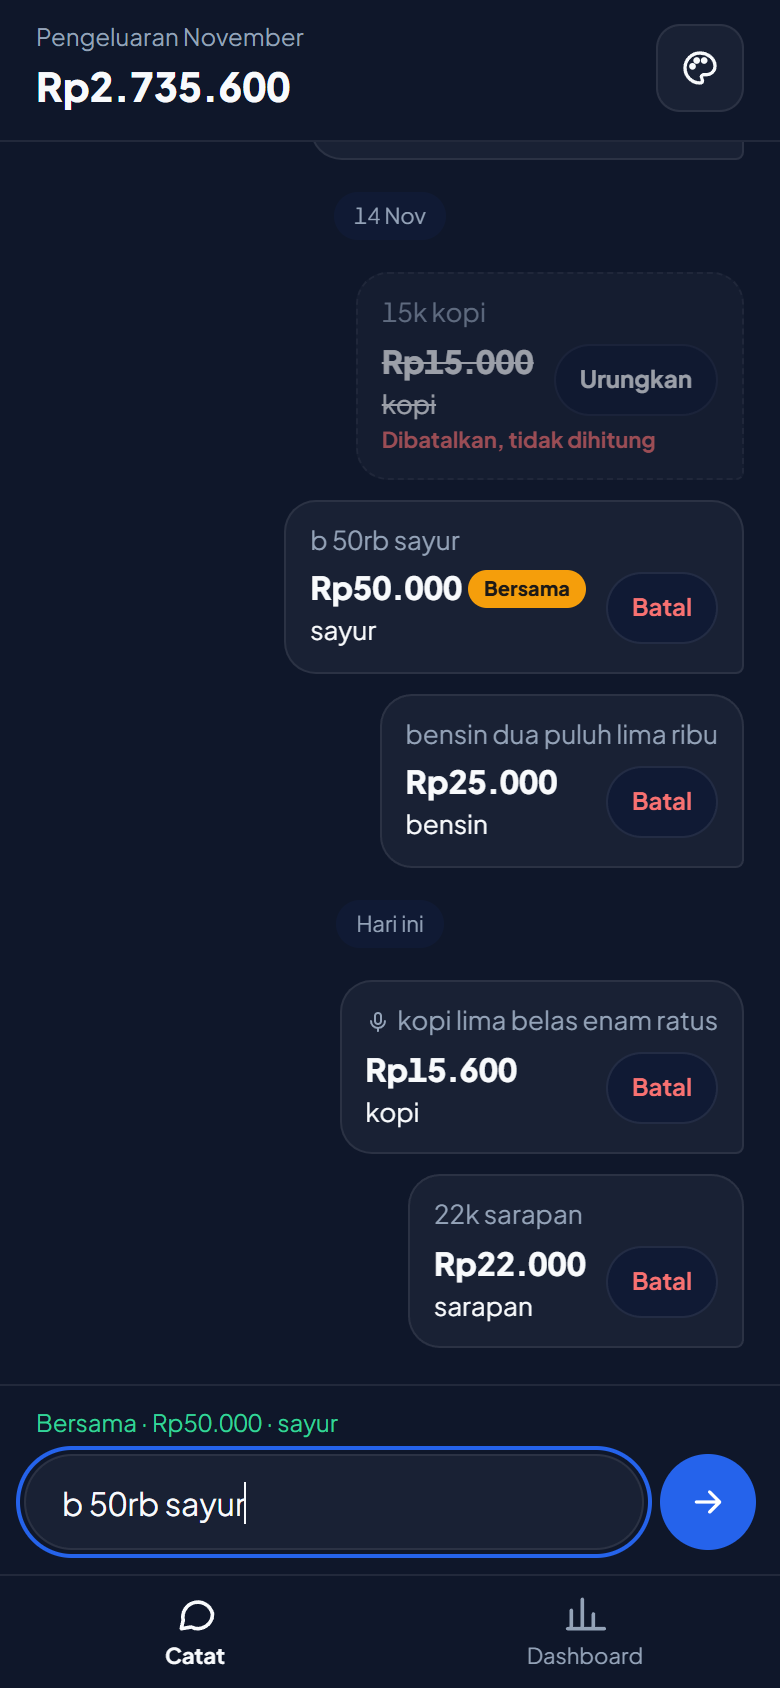 Pengeluaran November
Rp2.735.600
14 Nov
15k kopi
Rp15.000
kopi
Urungkan
Dibatalkan, tidak dihitung
b 50rb sayur
Rp50.000 Bersama
sayur
Batal
bensin dua puluh lima ribu
Rp25.000
bensin
Batal
Hari ini
kopi lima belas enam ratus
Rp15.600
kopi
Batal
22k sarapan
Rp22.000
sarapan
Batal
Bersama · Rp50.000 · sayur
b 50rb sayur
Catat
Dashboard